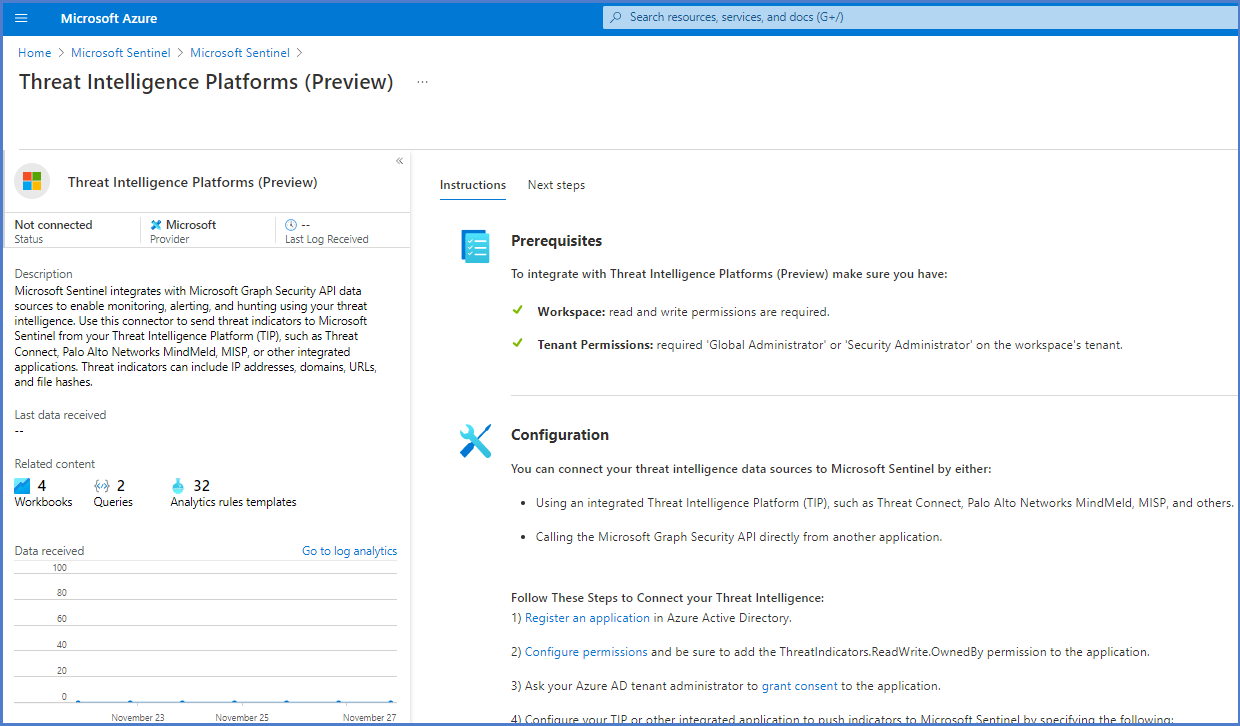 Microsoft Azure
Search resources, services, and docs (G+/)
Home > Microsoft Sentinel > Microsoft Sentinel >
Threat Intelligence Platforms (Preview) ...
«
Threat Intelligence Platforms (Preview)
Not connected
Status
Microsoft
Provider
--
Last Log Received
Description
Microsoft Sentinel integrates with Microsoft Graph Security API data
sources to enable monitoring, alerting, and hunting using your threat
intelligence. Use this connector to send threat indicators to Microsoft
Sentinel from your Threat Intelligence Platform (TIP), such as Threat
Connect, Palo Alto Networks MindMeld, MISP, or other integrated
applications. Threat indicators can include IP addresses, domains, URLs,
and file hashes.
Last data received
--
Related content
4
Workbooks
2
Queries
32
Analytics rules templates
Data received
Go to log analytics
100
80
60
40
20
0
November 23
November 25
November 27
Instructions
Next steps
Prerequisites
To integrate with Threat Intelligence Platforms (Preview) make sure you have:
Workspace: read and write permissions are required.
Tenant Permissions: required 'Global Administrator' or 'Security Administrator' on the workspace's tenant.
Configuration
You can connect your threat intelligence data sources to Microsoft Sentinel by either:
• Using an integrated Threat Intelligence Platform (TIP), such as Threat Connect, Palo Alto Networks MindMeld, MISP, and others.
• Calling the Microsoft Graph Security API directly from another application.
Follow These Steps to Connect your Threat Intelligence:
1) Register an application in Azure Active Directory.
2) Configure permissions and be sure to add the ThreatIndicators.ReadWrite.OwnedBy permission to the application.
3) Ask your Azure AD tenant administrator to grant consent to the application.
4) Configure your TIP or other integrated application to push indicators to Microsoft Sentinel by specifying the following: